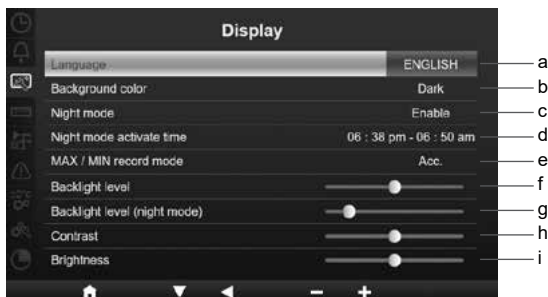 Display
Language ENGLISH a
Background color Dark b
Night mode Enable c
Night mode activate time 06 : 38 pm - 06 : 50 am d
MAX / MIN record mode Acc. e
Backlight level f
Backlight level (night mode) g
Contrast h
Brightness i